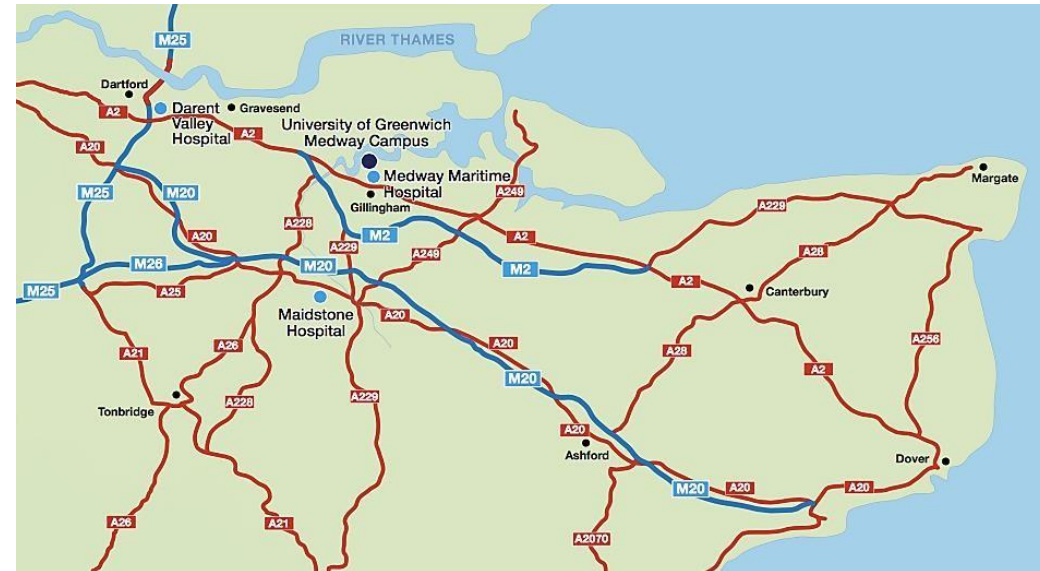 M25
RIVER THAMES
Dartford
A2
Darent
Valley
Hospital
Gravesend
A2
University of Greenwich
Medway Campus
A20
Medway Maritime
Hospital
Margate
M25
M20
A249
Gillingham
A229
A228
A20
A229
M2
A2
A249
A28
M26
M20
M2
A2
M25
A25
Canterbury
Maidstone
Hospital
A20
A256
A21
A26
A20
A28
A2
M20
A228
A229
Tonbridge
A20
Ashford
Dover
M20
A20
A20
A26
A21
A2070